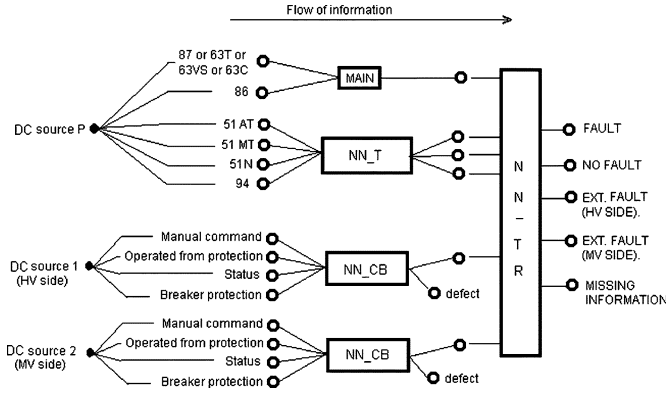 Flow of information
87 or 63T or
63VS or 63C
86
MAIN
DC source P
51 AT
51 MT
51N
94
NN_T
Manual command
Operated from protection
Status
Breaker protection
DC source 1
(HV side)
NN_CB
defect
Manual command
Operated from protection
Status
Breaker protection
DC source 2
(MV side)
NN_CB
defect
N
N
–
T
R
FAULT
NO FAULT
EXT. FAULT
(HV SIDE).
EXT. FAULT
(MV SIDE).
MISSING
INFORMATION